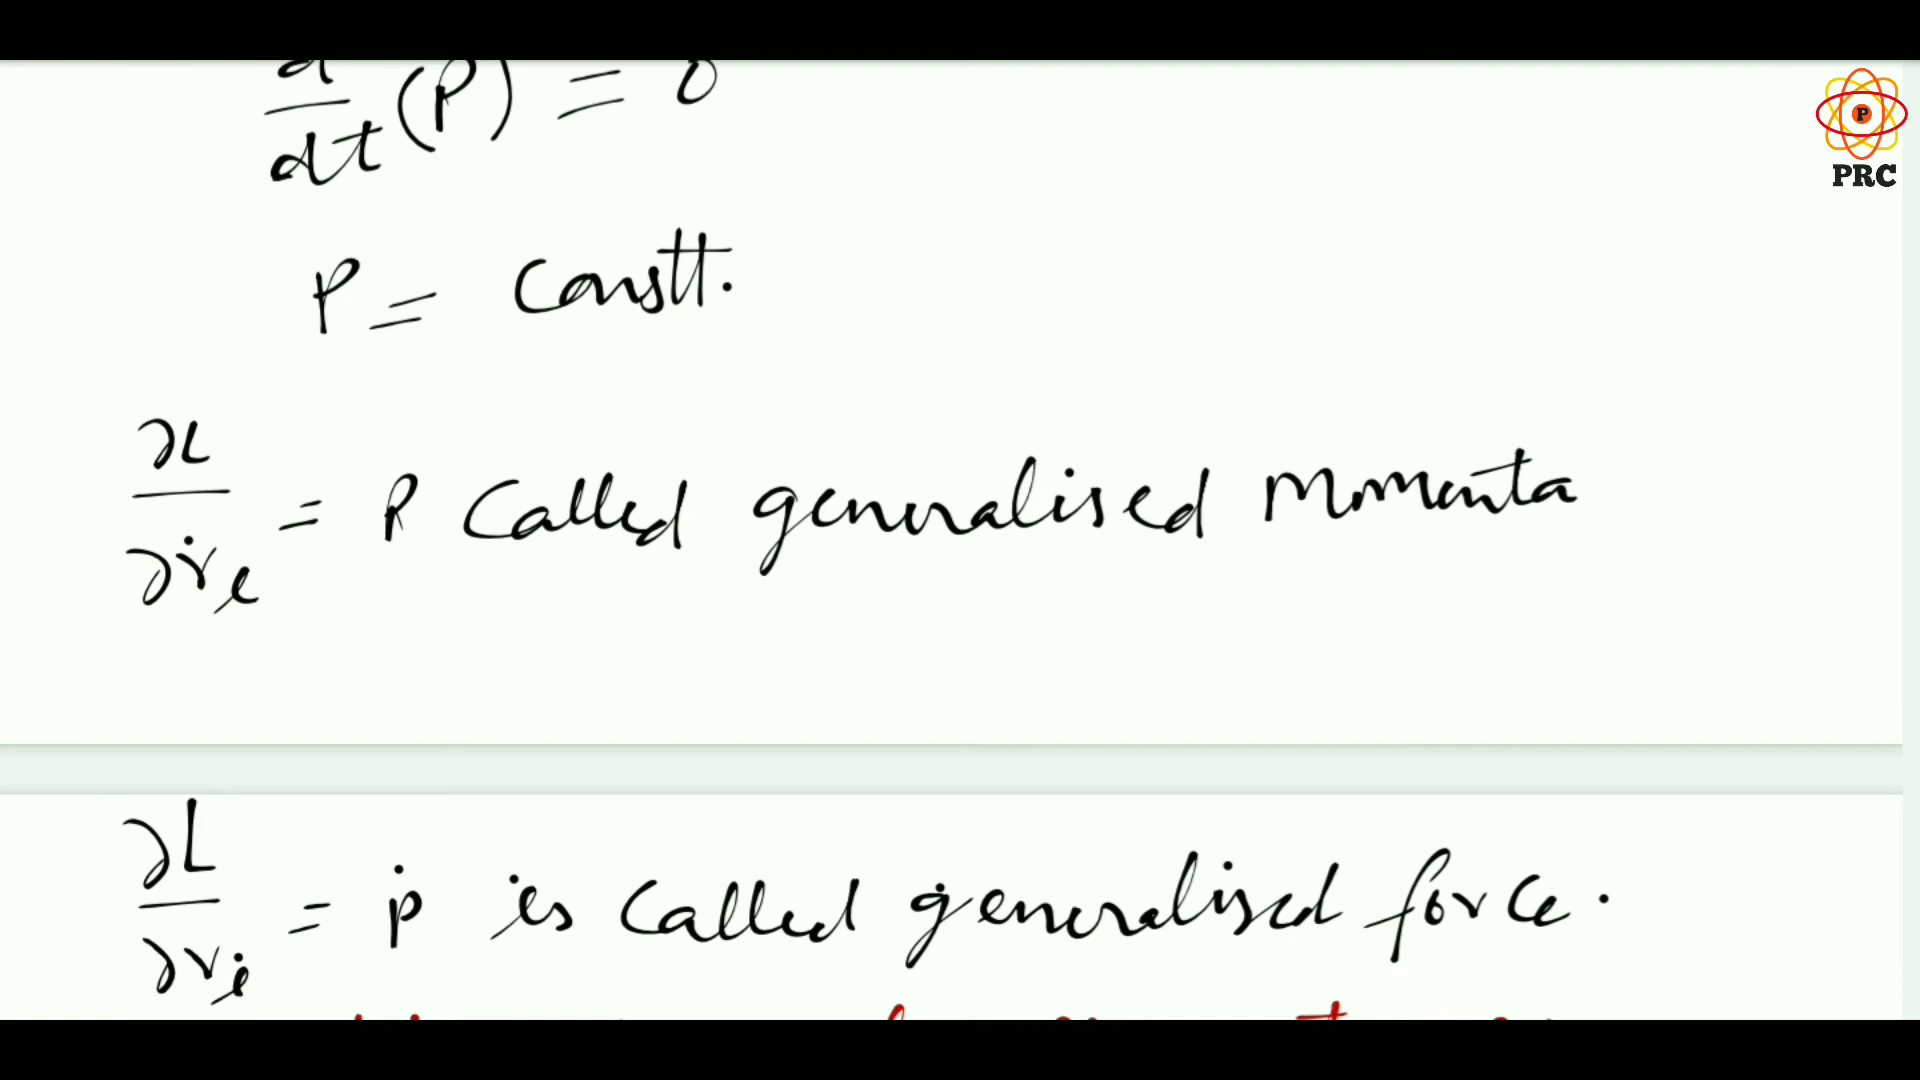 d/dt (P) = 0
P
PRC
P = Constt.
∂L/∂ṙi = P Called generalised Momenta
∂L/∂ri = ṗ is called generalised force.